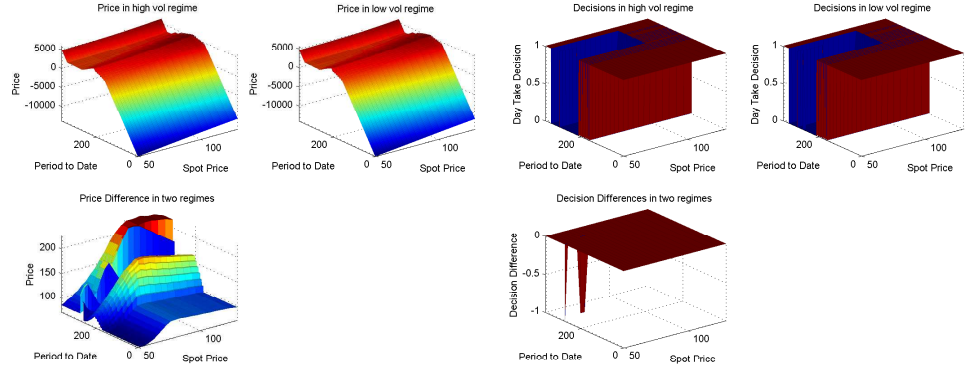 Price in high vol regime
Price in low vol regime
Decisions in high vol regime
Decisions in low vol regime
5000
0
-5000
-10000
Price
200
0
50
100
Period to Date
Spot Price
5000
0
-5000
-10000
Price
200
0
50
100
Period to Date
Spot Price
1
0.5
0
Day Take Decision
200
0
50
100
Period to Date
Spot Price
1
0.5
0
Day Take Decision
200
0
50
100
Period to Date
Spot Price
Price Difference in two regimes
Decision Differences in two regimes
200
150
100
Price
200
0
50
100
Period to Date
Spot Price
0
-0.5
-1
Decision Difference
200
0
50
100
Period to Date
Spot Price